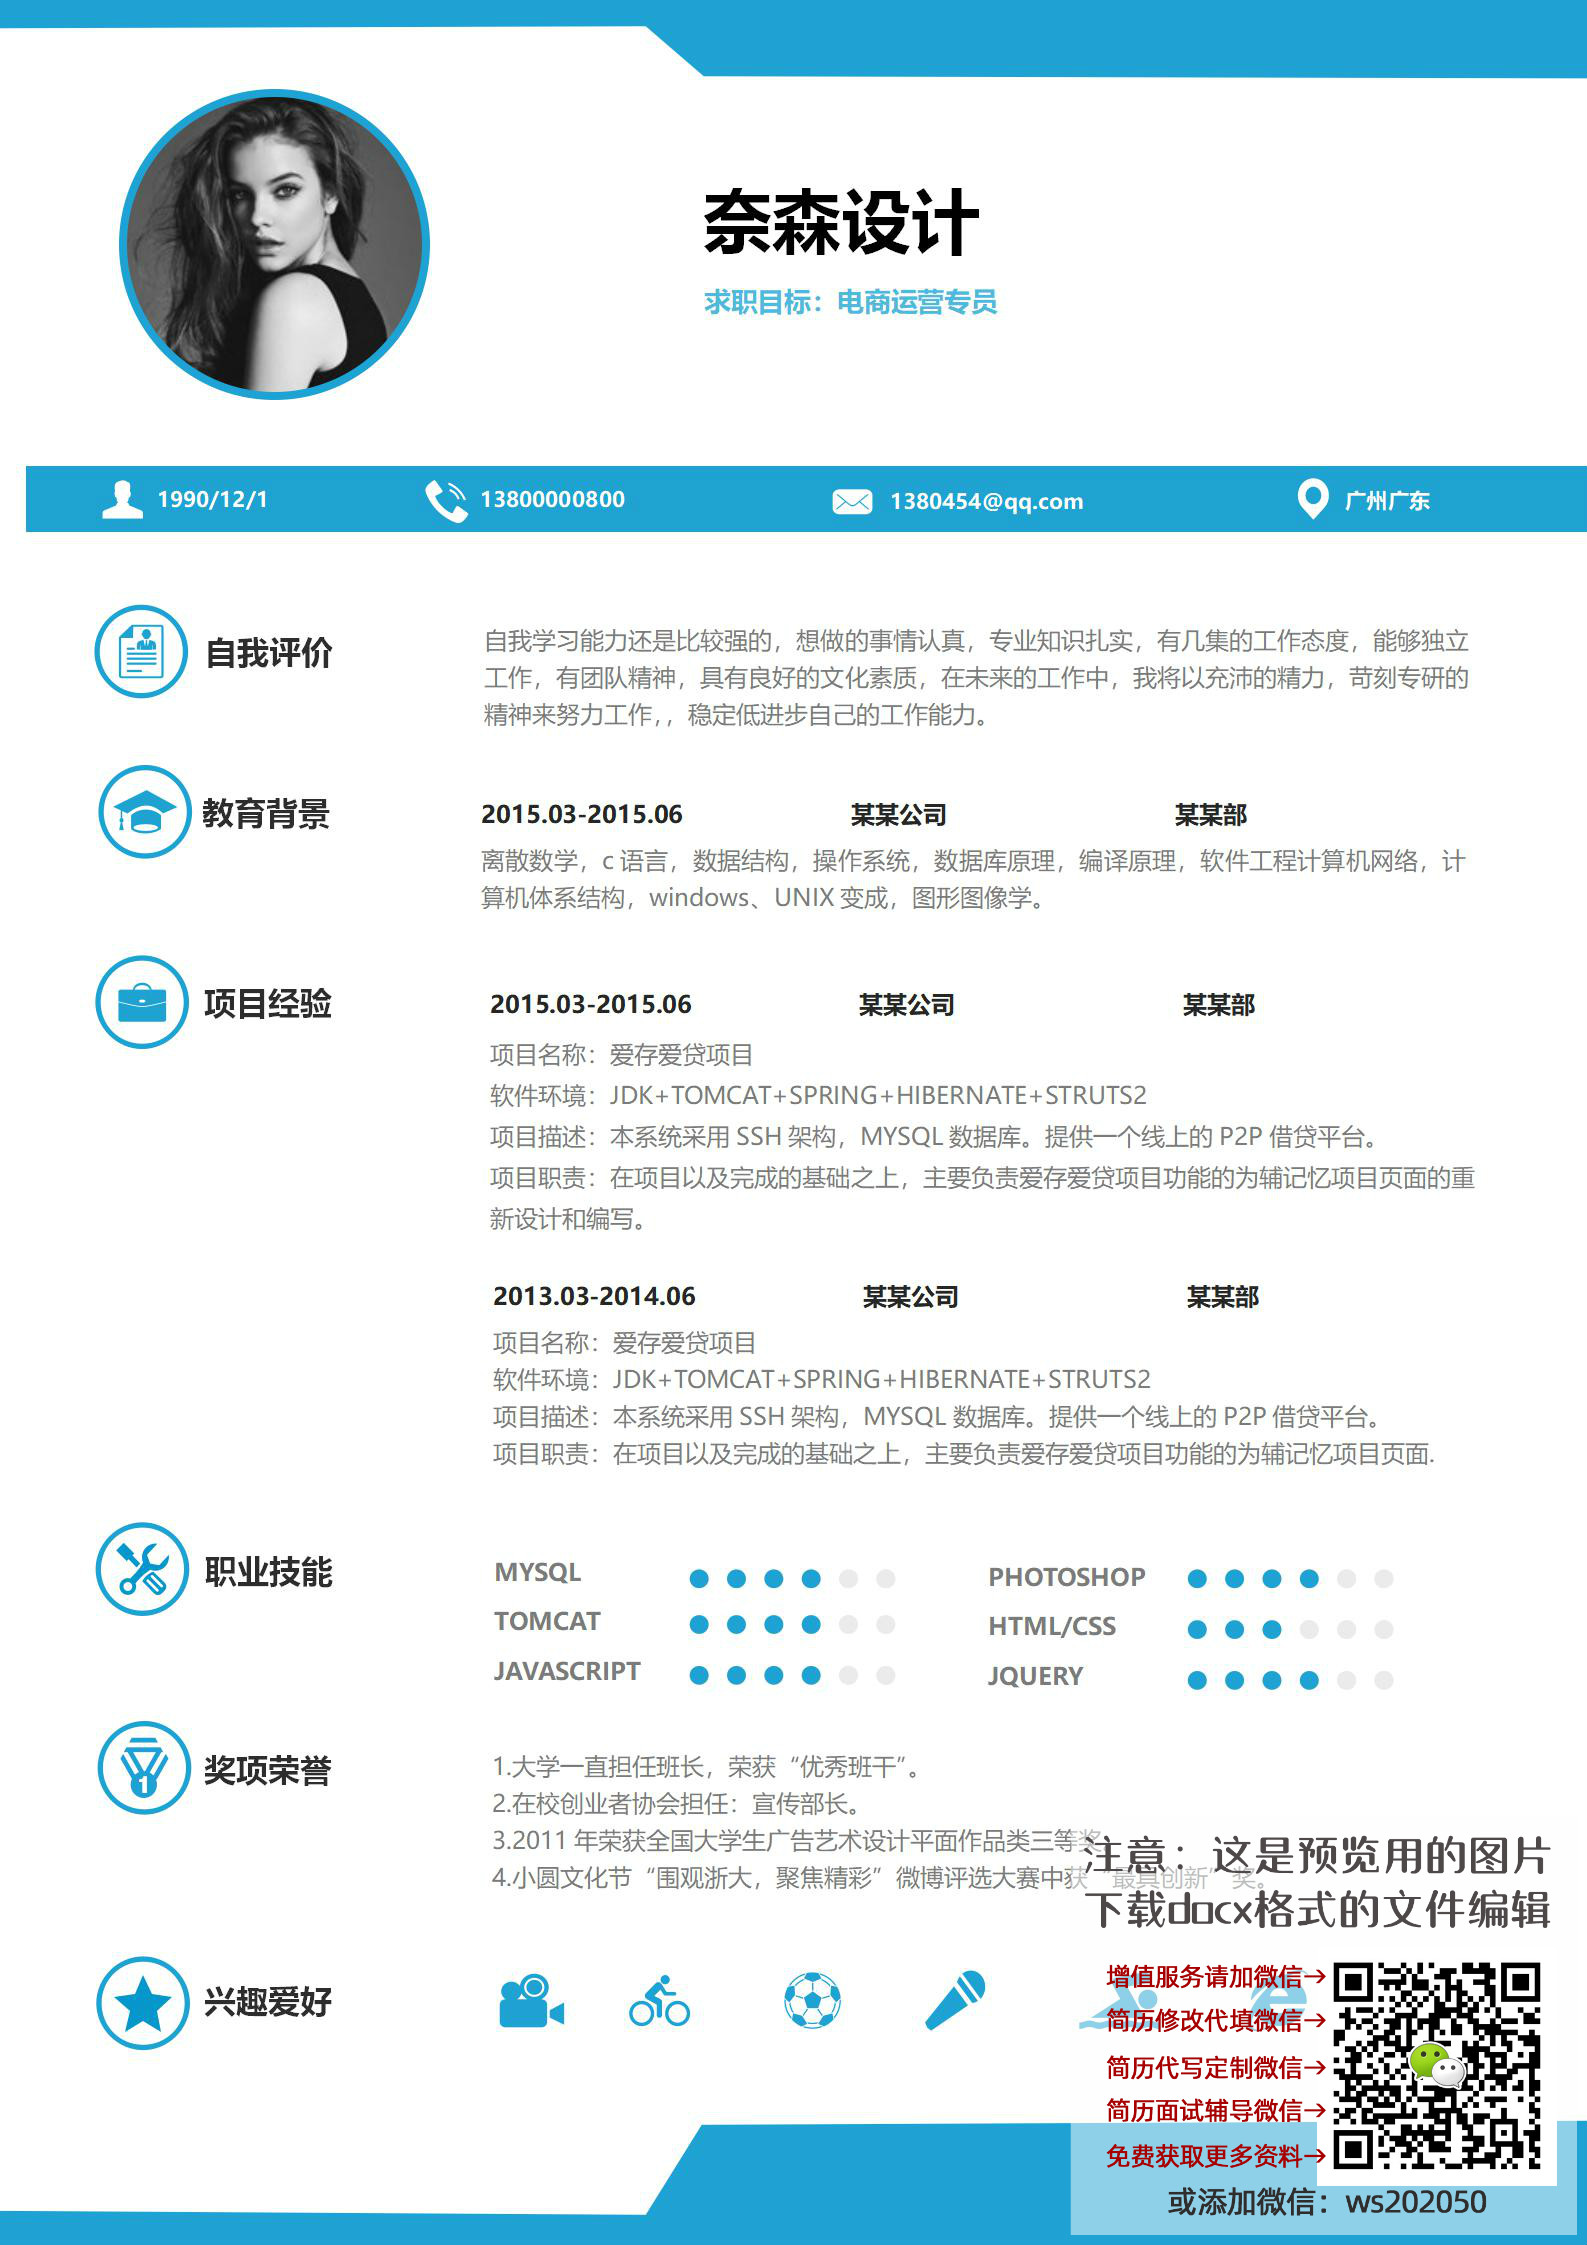 奈森设计
求职目标：电商运营专员
1990/12/1
13800000800
1380454@qq.com
广州广东
自我评价
自我学习能力还是比较强的，想做的事情认真，专业知识扎实，有几集的工作态度，能够独立
工作，有团队精神，具有良好的文化素质，在未来的工作中，我将以充沛的精力，苛刻专研的
精神来努力工作，，稳定低进步自己的工作能力。
教育背景
2015.03-2015.06 某某公司 某某部
离散数学，c 语言，数据结构，操作系统，数据库原理，编译原理，软件工程计算机网络，计
算机体系结构，windows、UNIX 变成，图形图像学。
项目经验
2015.03-2015.06 某某公司 某某部
项目名称：爱存爱贷项目
软件环境：JDK+TOMCAT+SPRING+HIBERNATE+STRUTS2
项目描述：本系统采用 SSH 架构，MYSQL 数据库。提供一个线上的 P2P 借贷平台。
项目职责：在项目以及完成的基础之上，主要负责爱存爱贷项目功能的为辅记忆项目页面的重
新设计和编写。
2013.03-2014.06 某某公司 某某部
项目名称：爱存爱贷项目
软件环境：JDK+TOMCAT+SPRING+HIBERNATE+STRUTS2
项目描述：本系统采用 SSH 架构，MYSQL 数据库。提供一个线上的 P2P 借贷平台。
项目职责：在项目以及完成的基础之上，主要负责爱存爱贷项目功能的为辅记忆项目页面.
职业技能
MYSQL
TOMCAT
JAVASCRIPT
PHOTOSHOP
HTML/CSS
JQUERY
奖项荣誉
1
1.大学一直担任班长，荣获“优秀班干”。
2.在校创业者协会担任：宣传部长。
3.2011 年荣获全国大学生广告艺术设计平面作品类三等奖
4.小圆文化节“围观浙大，聚焦精彩”微博评选大赛中获“最具创新”奖。
兴趣爱好
注意：这是预览用的图片
下载docx格式的文件编辑
增值服务请加微信→
简历修改代填微信→
简历代写定制微信→
简历面试辅导微信→
免费获取更多资料→
或添加微信：ws202050